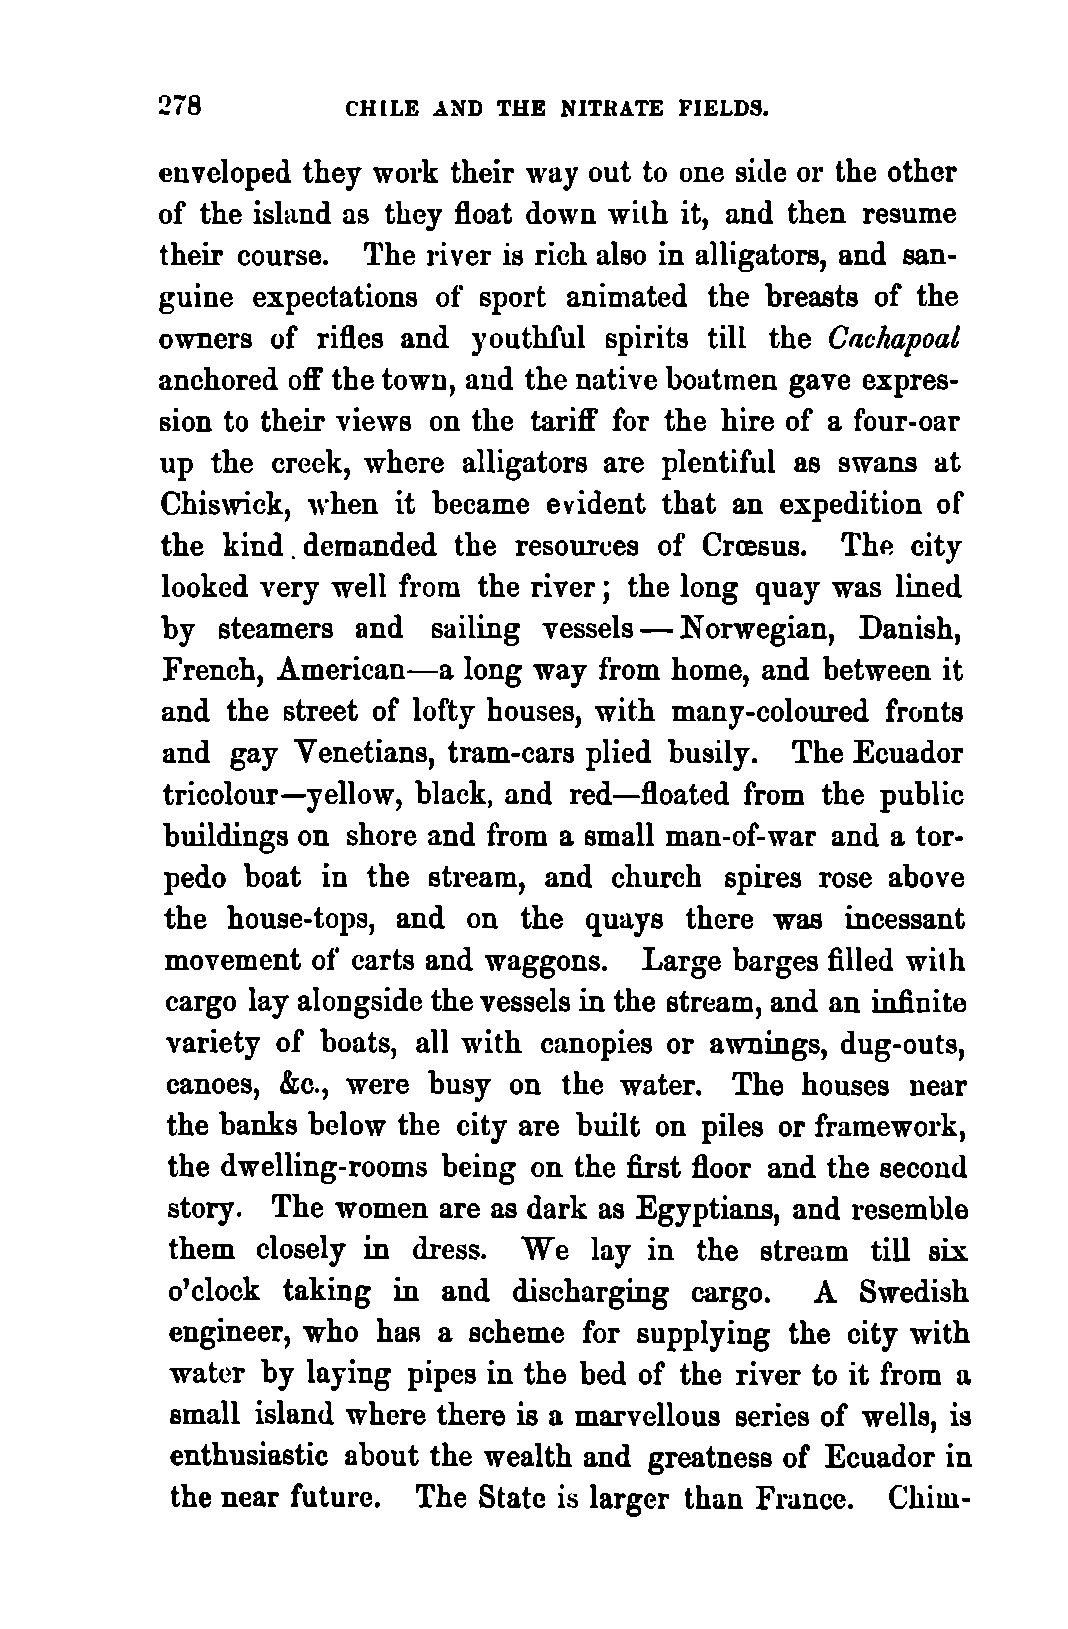 278 CHILE AND THE NITRATE FIELDS.
enveloped they work their way out to one side or the other
of the island as they float down with it, and then resume
their course. The river is rich also in alligators, and san-
guine expectations of sport animated the breasts of the
owners of rifles and youthful spirits till the Cachapoal
anchored off the town, and the native boatmen gave expres-
sion to their views on the tariff for the hire of a four-oar
up the creek, where alligators are plentiful as swans at
Chiswick, when it became evident that an expedition of
the kind demanded the resources of Crœsus. The city
looked very well from the river; the long quay was lined
by steamers and sailing vessels — Norwegian, Danish,
French, American—a long way from home, and between it
and the street of lofty houses, with many-coloured fronts
and gay Venetians, tram-cars plied busily. The Ecuador
tricolour—yellow, black, and red—floated from the public
buildings on shore and from a small man-of-war and a tor-
pedo boat in the stream, and church spires rose above
the house-tops, and on the quays there was incessant
movement of carts and waggons. Large barges filled with
cargo lay alongside the vessels in the stream, and an infinite
variety of boats, all with canopies or awnings, dug-outs,
canoes, &c., were busy on the water. The houses near
the banks below the city are built on piles or framework,
the dwelling-rooms being on the first floor and the second
story. The women are as dark as Egyptians, and resemble
them closely in dress. We lay in the stream till six
o'clock taking in and discharging cargo. A Swedish
engineer, who has a scheme for supplying the city with
water by laying pipes in the bed of the river to it from a
small island where there is a marvellous series of wells, is
enthusiastic about the wealth and greatness of Ecuador in
the near future. The State is larger than France. Chim-